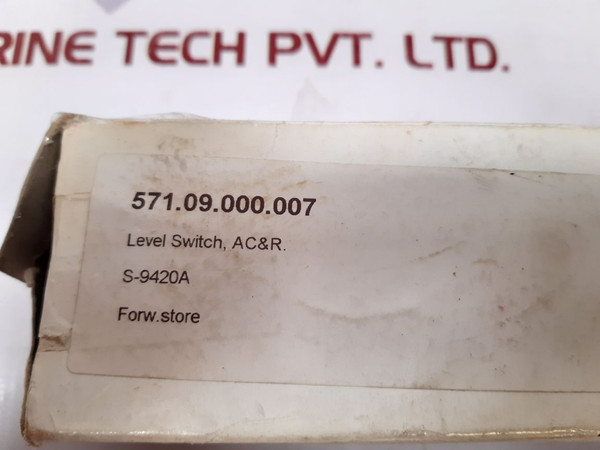 RINE TECH PVT. LTD.
571.09.000.007
Level Switch, AC&R.
S-9420A
Forw.store